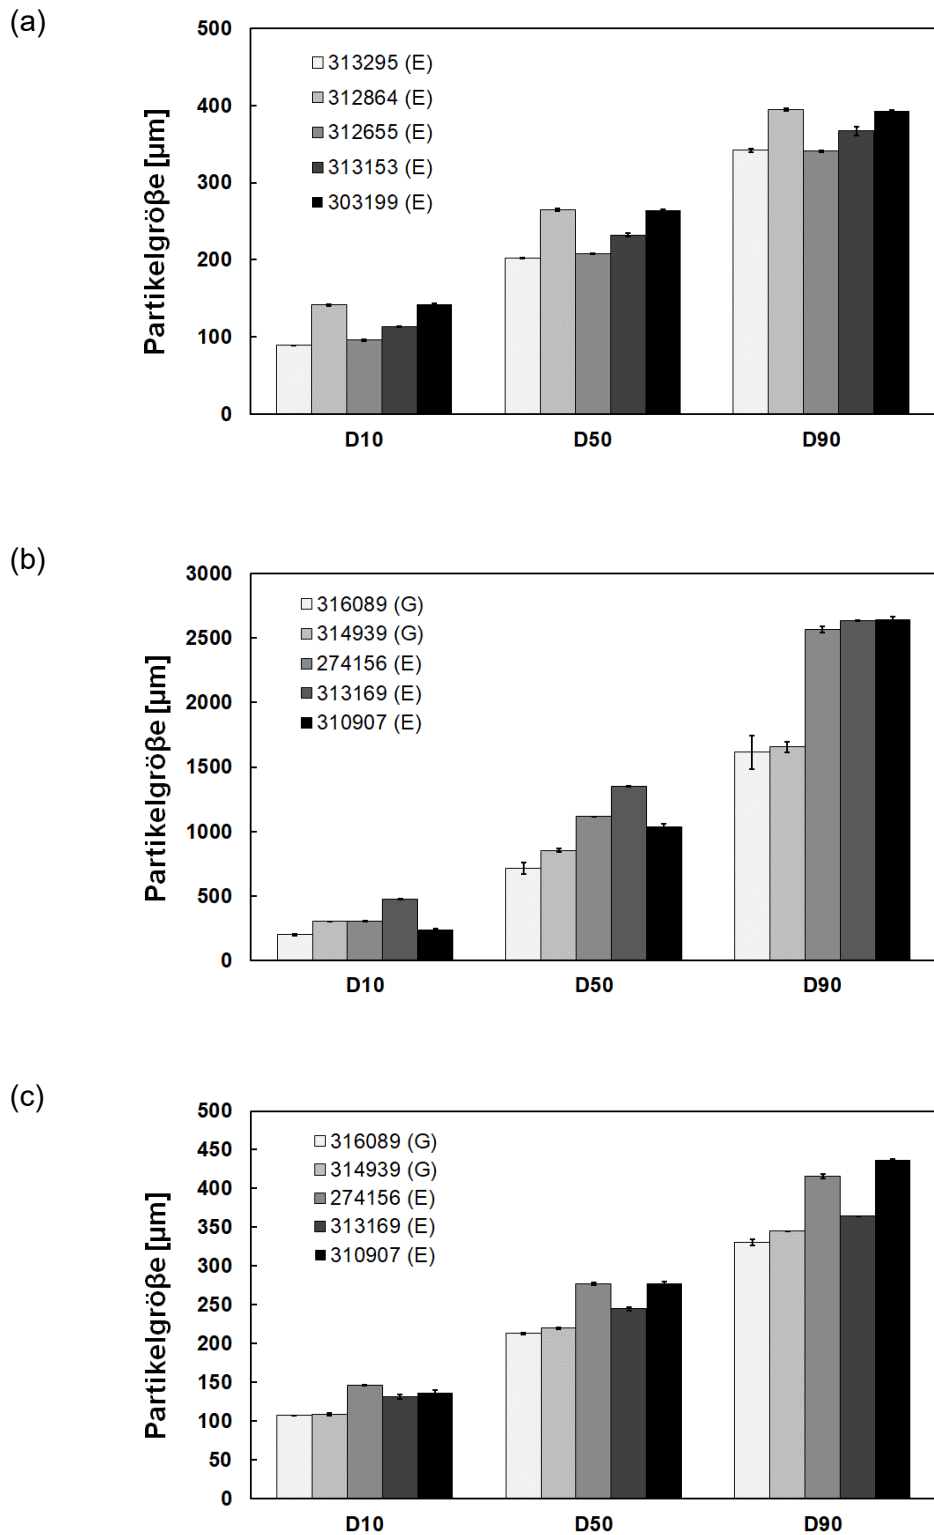 (a)
Partikelgröße [µm]
500
400
300
200
100
0
313295 (E)
312864 (E)
312655 (E)
313153 (E)
303199 (E)
D10 D50 D90
(b)
Partikelgröße [µm]
3000
2500
2000
1500
1000
500
0
316089 (G)
314939 (G)
274156 (E)
313169 (E)
310907 (E)
D10 D50 D90
(c)
Partikelgröße [µm]
500
450
400
350
300
250
200
150
100
50
0
316089 (G)
314939 (G)
274156 (E)
313169 (E)
310907 (E)
D10 D50 D90